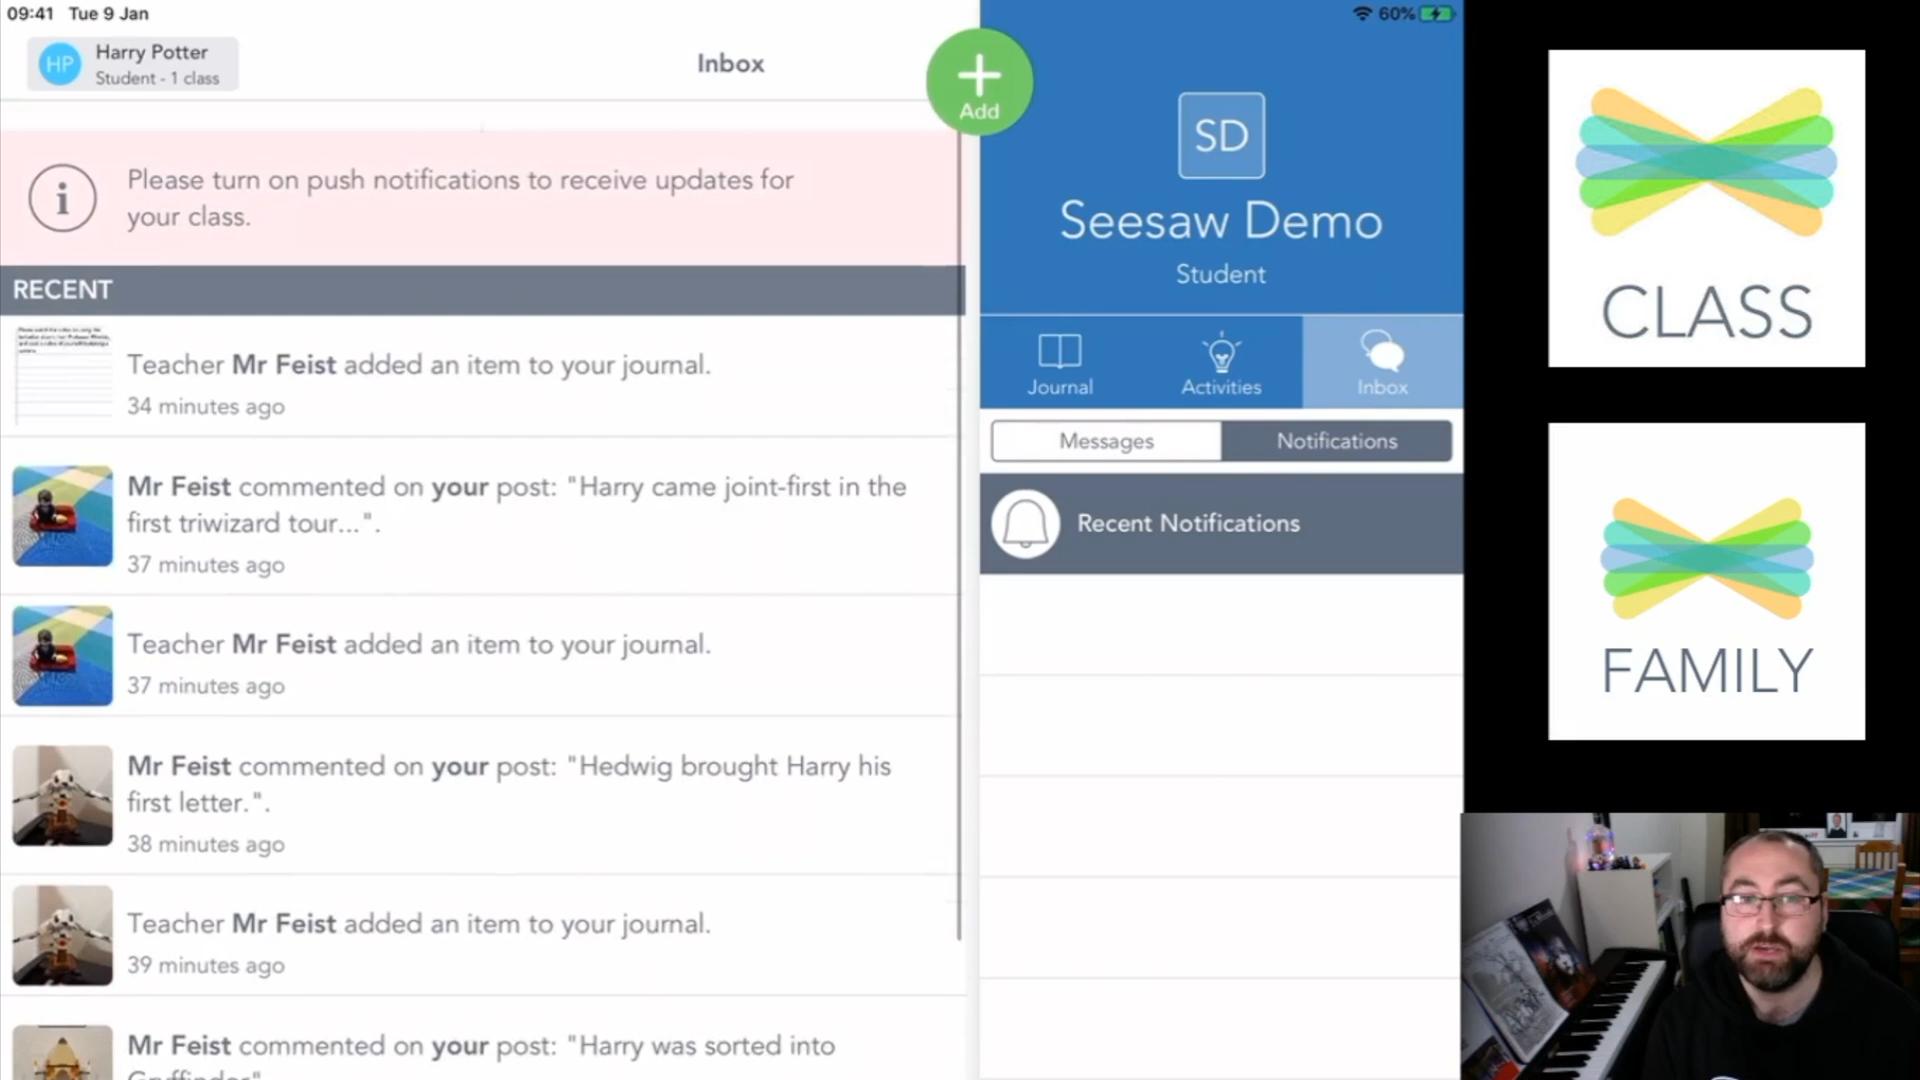 09:41 Tue 9 Jan
60%
HP
Harry Potter
Student - 1 class
Inbox
Add
Please turn on push notifications to receive updates for
your class.
RECENT
Teacher Mr Feist added an item to your journal.
34 minutes ago
Mr Feist commented on your post: "Harry came joint-first in the
first triwizard tour...".
37 minutes ago
Teacher Mr Feist added an item to your journal.
37 minutes ago
Mr Feist commented on your post: "Hedwig brought Harry his
first letter.".
38 minutes ago
Teacher Mr Feist added an item to your journal.
39 minutes ago
Mr Feist commented on your post: "Harry was sorted into
SD
Seesaw Demo
Student
Journal
Activities
Inbox
Messages
Notifications
Recent Notifications
CLASS
FAMILY